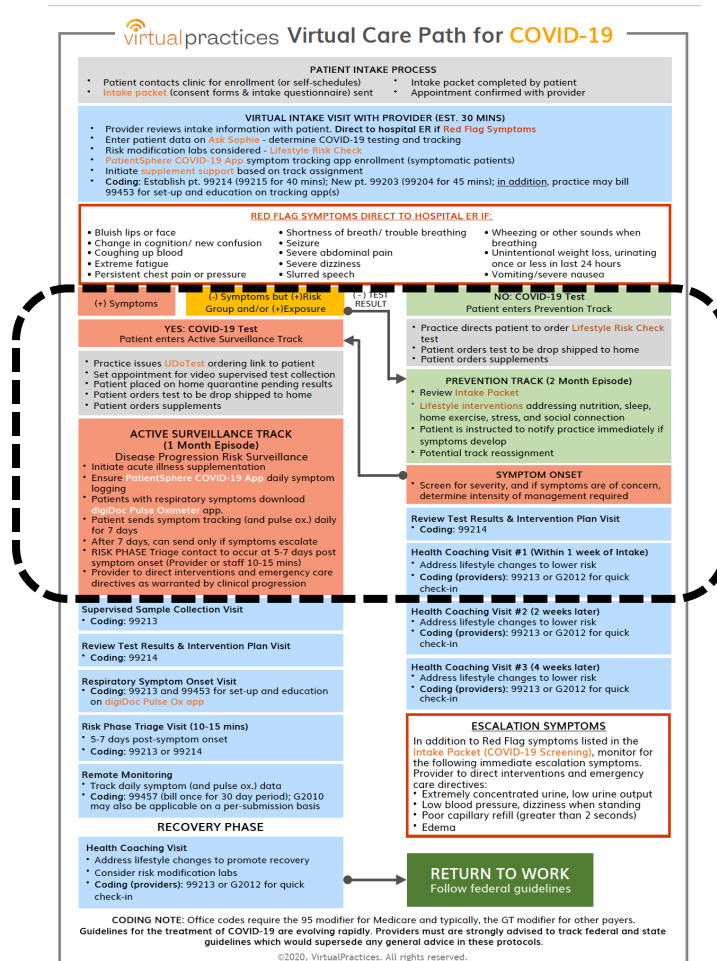 virtualpractices Virtual Care Path for COVID-19
PATIENT INTAKE PROCESS
• Patient contacts clinic for enrollment (or self-schedules)
• Intake packet (consent forms & intake questionnaire) sent
• Intake packet completed by patient
• Appointment confirmed with provider
VIRTUAL INTAKE VISIT WITH PROVIDER (EST. 30 MINS)
• Provider reviews intake information with patient. Direct to hospital ER if Red Flag Symptoms
• Enter patient data on Ask Sophie - determine COVID-19 testing and tracking
• Risk modification labs considered - Lifestyle Risk Check
• PatientSphere COVID-19 App symptom tracking app enrollment (symptomatic patients)
• Initiate supplement support based on track assignment
• Coding: Establish pt. 99214 (99215 for 40 mins); New pt. 99203 (99204 for 45 mins); in addition, practice may bill
99453 for set-up and education on tracking app(s)
RED FLAG SYMPTOMS DIRECT TO HOSPITAL ER IF:
• Bluish lips or face
• Change in cognition/ new confusion
• Coughing up blood
• Extreme fatigue
• Persistent chest pain or pressure
• Shortness of breath/ trouble breathing
• Seizure
• Severe abdominal pain
• Severe dizziness
• Slurred speech
• Wheezing or other sounds when
breathing
• Unintentional weight loss, urinating
once or less in last 24 hours
• Vomiting/severe nausea
(+) Symptoms
(-) Symptoms but (+)Risk
Group and/or (+)Exposure
( - ) TEST
RESULT
YES: COVID-19 Test
Patient enters Active Surveillance Track
• Practice issues UDoTest ordering link to patient
• Set appointment for video supervised test collection
• Patient placed on home quarantine pending results
• Patient orders test to be drop shipped to home
• Patient orders supplements
ACTIVE SURVEILLANCE TRACK
(1 Month Episode)
Disease Progression Risk Surveillance
• Initiate acute illness supplementation
• Ensure PatientSphere COVID-19 App daily symptom
logging
• Patients with respiratory symptoms download
digiDoc Pulse Oximeter app.
• Patient sends symptom tracking (and pulse ox.) daily
for 7 days
• After 7 days, can send only if symptoms escalate
• RISK PHASE Triage contact to occur at 5-7 days post
symptom onset (Provider or staff 10-15 mins)
• Provider to direct interventions and emergency care
directives as warranted by clinical progression
Supervised Sample Collection Visit
• Coding: 99213
Review Test Results & Intervention Plan Visit
• Coding: 99214
Respiratory Symptom Onset Visit
• Coding: 99213 and 99453 for set-up and education
on digiDoc Pulse Ox app
Risk Phase Triage Visit (10-15 mins)
• 5-7 days post-symptom onset
• Coding: 99213 or 99214
Remote Monitoring
• Track daily symptom (and pulse ox.) data
• Coding: 99457 (bill once for 30 day period); G2010
may also be applicable on a per-submission basis
RECOVERY PHASE
Health Coaching Visit
• Address lifestyle changes to promote recovery
• Consider risk modification labs
• Coding (providers): 99213 or G2012 for quick
check-in
NO: COVID-19 Test
Patient enters Prevention Track
• Practice directs patient to order Lifestyle Risk Check
test
• Patient orders test to be drop shipped to home
• Patient orders supplements
PREVENTION TRACK (2 Month Episode)
• Review Intake Packet
• Lifestyle interventions addressing nutrition, sleep,
home exercise, stress, and social connection
• Patient is instructed to notify practice immediately if
symptoms develop
• Potential track reassignment
SYMPTOM ONSET
• Screen for severity, and if symptoms are of concern,
determine intensity of management required
Review Test Results & Intervention Plan Visit
• Coding: 99214
Health Coaching Visit #1 (Within 1 week of Intake)
• Address lifestyle changes to lower risk
• Coding (providers): 99213 or G2012 for quick
check-in
Health Coaching Visit #2 (2 weeks later)
• Address lifestyle changes to lower risk
• Coding (providers): 99213 or G2012 for quick
check-in
Health Coaching Visit #3 (4 weeks later)
• Address lifestyle changes to lower risk
• Coding (providers): 99213 or G2012 for quick
check-in
ESCALATION SYMPTOMS
In addition to Red Flag symptoms listed in the
Intake Packet (COVID-19 Screening), monitor for
the following immediate escalation symptoms.
Provider to direct interventions and emergency
care directives:
• Extremely concentrated urine, low urine output
• Low blood pressure, dizziness when standing
• Poor capillary refill (greater than 2 seconds)
• Edema
RETURN TO WORK
Follow federal guidelines
CODING NOTE: Office codes require the 95 modifier for Medicare and typically, the GT modifier for other payers.
Guidelines for the treatment of COVID-19 are evolving rapidly. Providers must are strongly advised to track federal and state
guidelines which would supersede any general advice in these protocols.
©2020, VirtualPractices. All rights reserved.